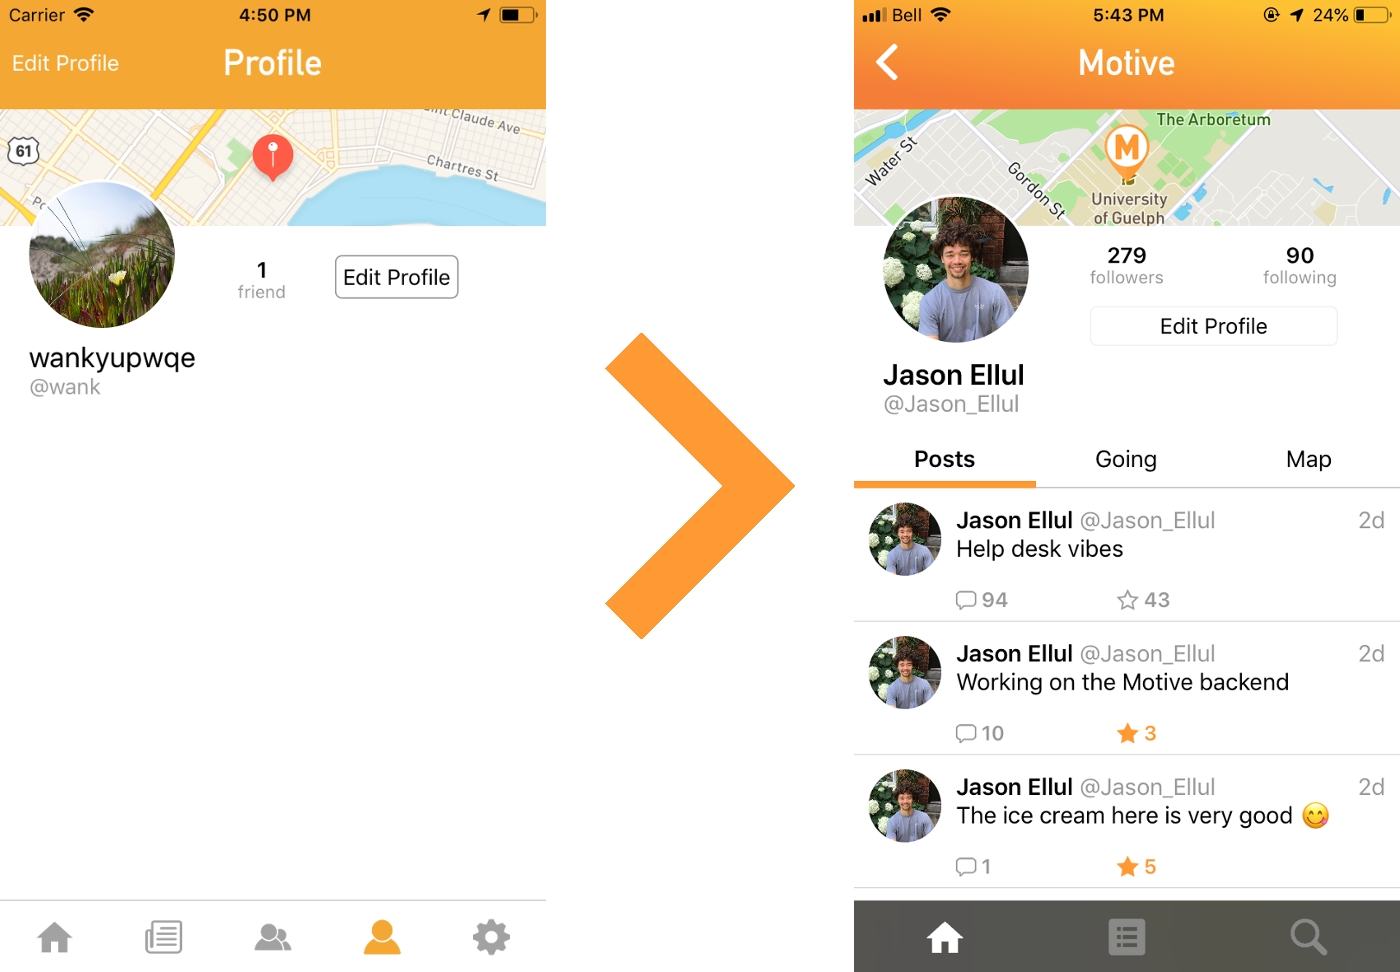 Carrier 4:50 PM
Edit Profile Profile
61
Claude Ave
Chartres St
1
friend
Edit Profile
wankyupwqe
@wank
Bell 5:43 PM 24%
Motive
The Arboretum
Water St
Gordon St
M
University
of Guelph
279
followers
90
following
Edit Profile
Jason Ellul
@Jason_Ellul
Posts Going Map
Jason Ellul @Jason_Ellul 2d
Help desk vibes
94 43
Jason Ellul @Jason_Ellul 2d
Working on the Motive backend
10 3
Jason Ellul @Jason_Ellul 2d
The ice cream here is very good 😋
1 5